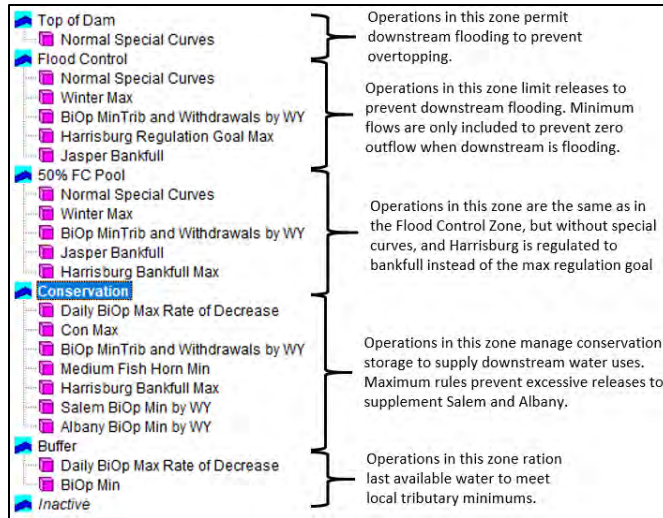 Top of Dam
Normal Special Curves
Flood Control
Normal Special Curves
Winter Max
BiOp MinTrib and Withdrawals by WY
Harrisburg Regulation Goal Max
Jasper Bankfull
50% FC Pool
Normal Special Curves
Winter Max
BiOp MinTrib and Withdrawals by WY
Jasper Bankfull
Harrisburg Bankfull Max
Conservation
Daily BiOp Max Rate of Decrease
Con Max
BiOp MinTrib and Withdrawals by WY
Medium Fish Horn Min
Harrisburg Bankfull Max
Salem BiOp Min by WY
Albany BiOp Min by WY
Buffer
Daily BiOp Max Rate of Decrease
BiOp Min
Inactive
Operations in this zone permit
downstream flooding to prevent
overtopping.
Operations in this zone limit releases to
prevent downstream flooding. Minimum
flows are only included to prevent zero
outflow when downstream is flooding.
Operations in this zone are the same as in
the Flood Control Zone, but without special
curves, and Harrisburg is regulated to
bankfull instead of the max regulation goal
Operations in this zone manage conservation
storage to supply downstream water uses.
Maximum rules prevent excessive releases to
supplement Salem and Albany.
Operations in this zone ration
last available water to meet
local tributary minimums.